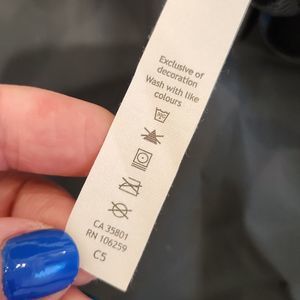 Exclusive of
decoration
Wash with like
colours
CA 35801
RN 106259
C5